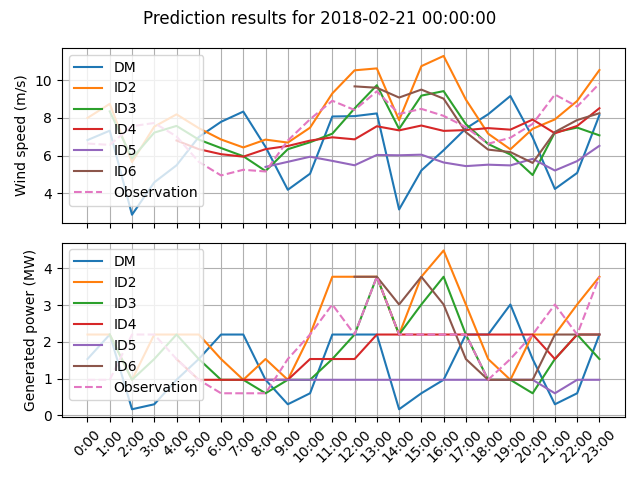 Prediction results for 2018-02-21 00:00:00
Wind speed (m/s)
10
8
6
4
DM
ID2
ID3
ID4
ID5
ID6
Observation
Generated power (MW)
4
3
2
1
0
DM
ID2
ID3
ID4
ID5
ID6
Observation
0:00 1:00 2:00 3:00 4:00 5:00 6:00 7:00 8:00 9:00 10:00 11:00 12:00 13:00 14:00 15:00 16:00 17:00 18:00 19:00 20:00 21:00 22:00 23:00